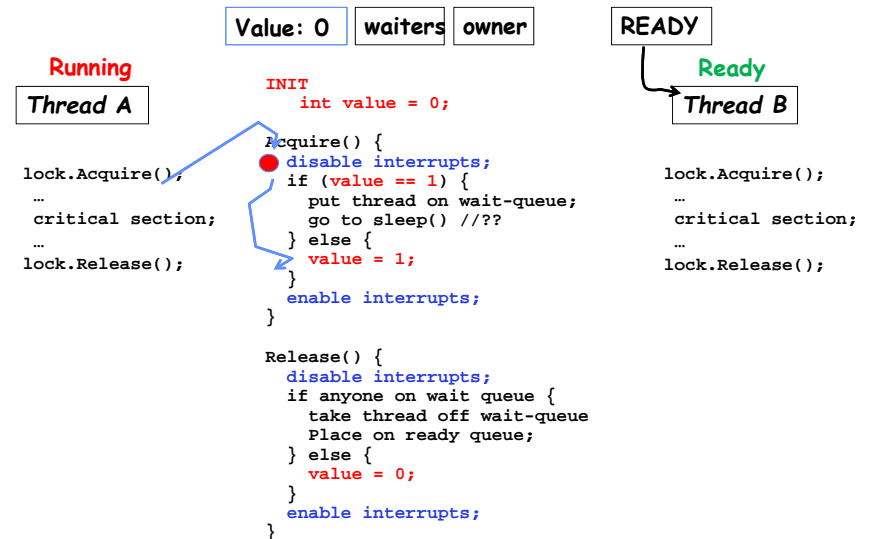 Value: 0 waiters owner READY
Running
Ready
Thread A
Thread B
INIT
int value = 0;
lock.Acquire();
…
critical section;
…
lock.Release();
Acquire() {
disable interrupts;
if (value == 1) {
put thread on wait-queue;
go to sleep() //??
} else {
value = 1;
}
enable interrupts;
}
Release() {
disable interrupts;
if anyone on wait queue {
take thread off wait-queue
Place on ready queue;
} else {
value = 0;
}
enable interrupts;
}
lock.Acquire();
…
critical section;
…
lock.Release();